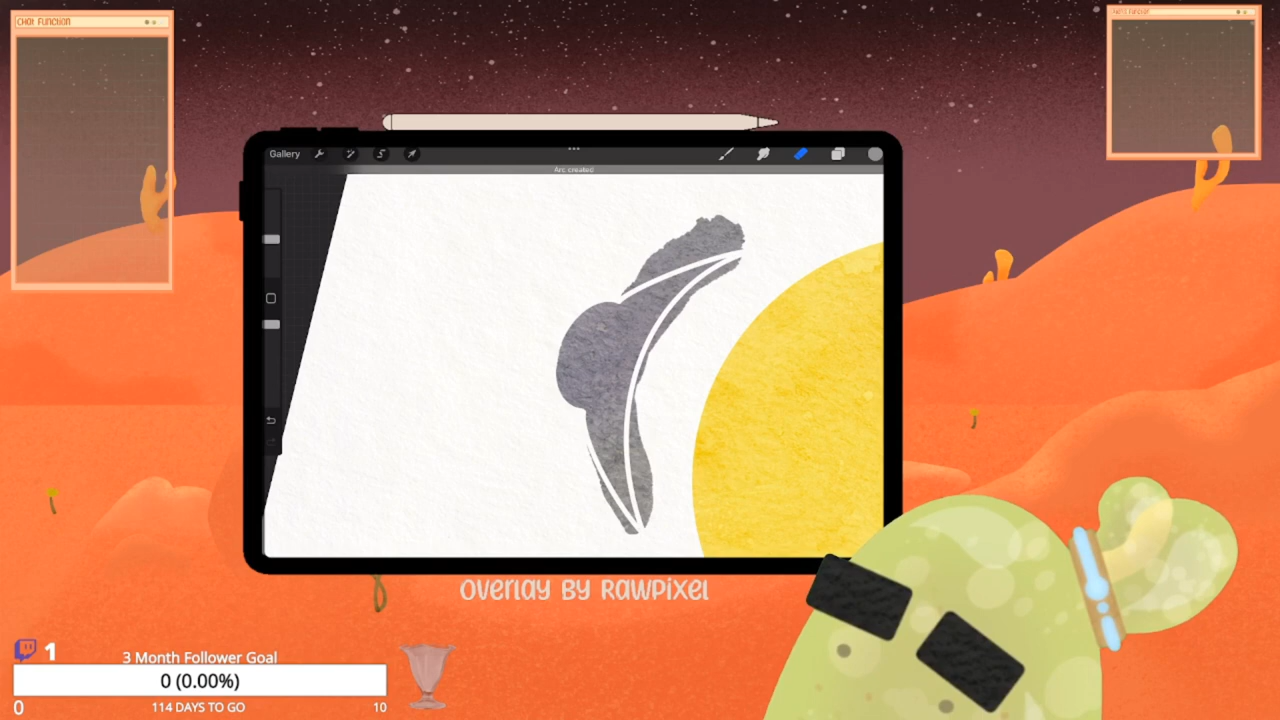 CHAT FUNCTION
Gallery
Arc created
OVERLAY BY RAWPIXEL
1
3 Month Follower Goal
0 (0.00%)
0
114 DAYS TO GO
10